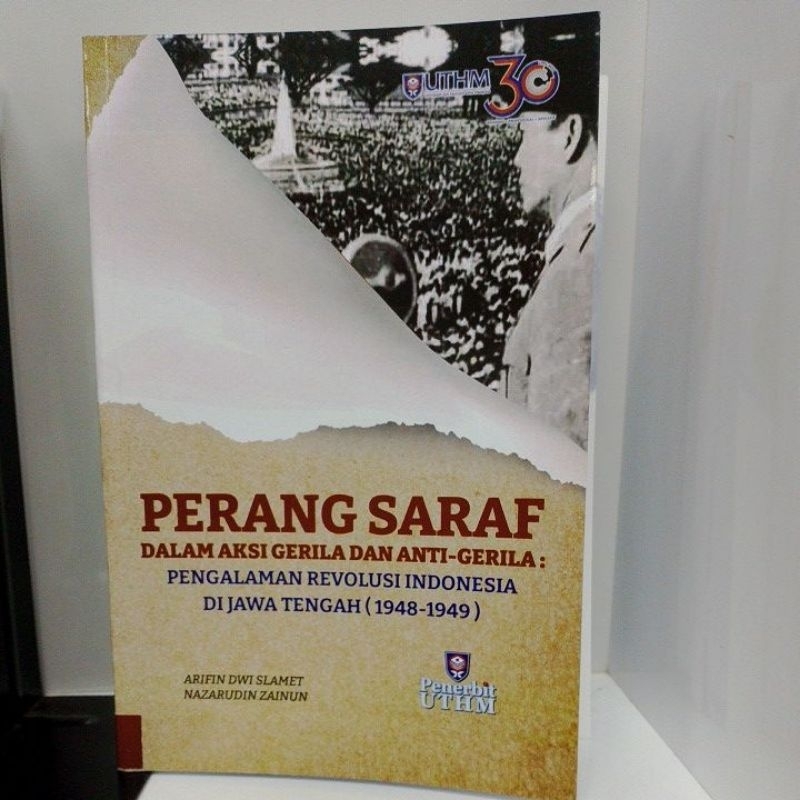 UTHM 30
PERANG SARAF
DALAM AKSI GERILA DAN ANTI-GERILA :
PENGALAMAN REVOLUSI INDONESIA
DI JAWA TENGAH ( 1948-1949 )
ARIFIN DWI SLAMET
NAZARUDIN ZAINUN
Penerbit
UTHM